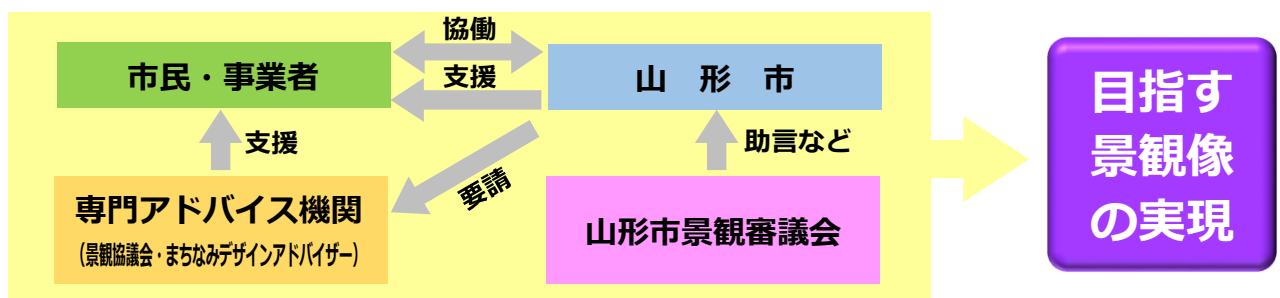 協働
市民・事業者
支援
山 形 市
支援
助言など
要請
専門アドバイス機関
(景観協議会・まちなみデザインアドバイザー)
山形市景観審議会
目指す
景観像
の実現